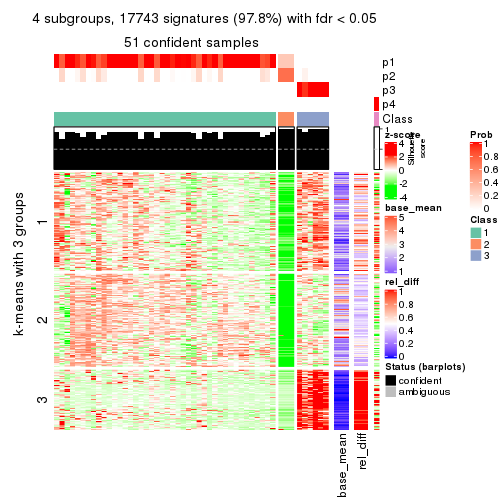 4 subgroups, 17743 signatures (97.8%) with fdr < 0.05
51 confident samples
p1
p2
p3
p4
Class
1
Silhouette
score
z-score
4
2
0
-2
-4
base_mean
5
4
3
2
1
rel_diff
1
0.8
0.6
0.4
0.2
0
Status (barplots)
confident
ambiguous
Prob
1
0.8
0.6
0.4
0.2
0
Class
1
2
3
k-means with 3 groups
1
2
3
base_mean
rel_diff